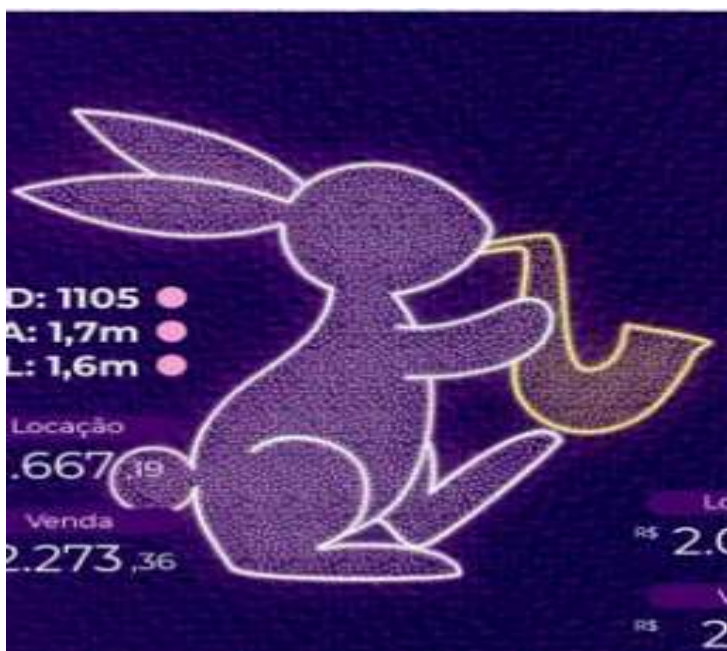 D: 1105
A: 1,7m
L: 1,6m
Locação
.667,19
Venda
2.273,36
R$ 2.0
R$ 2